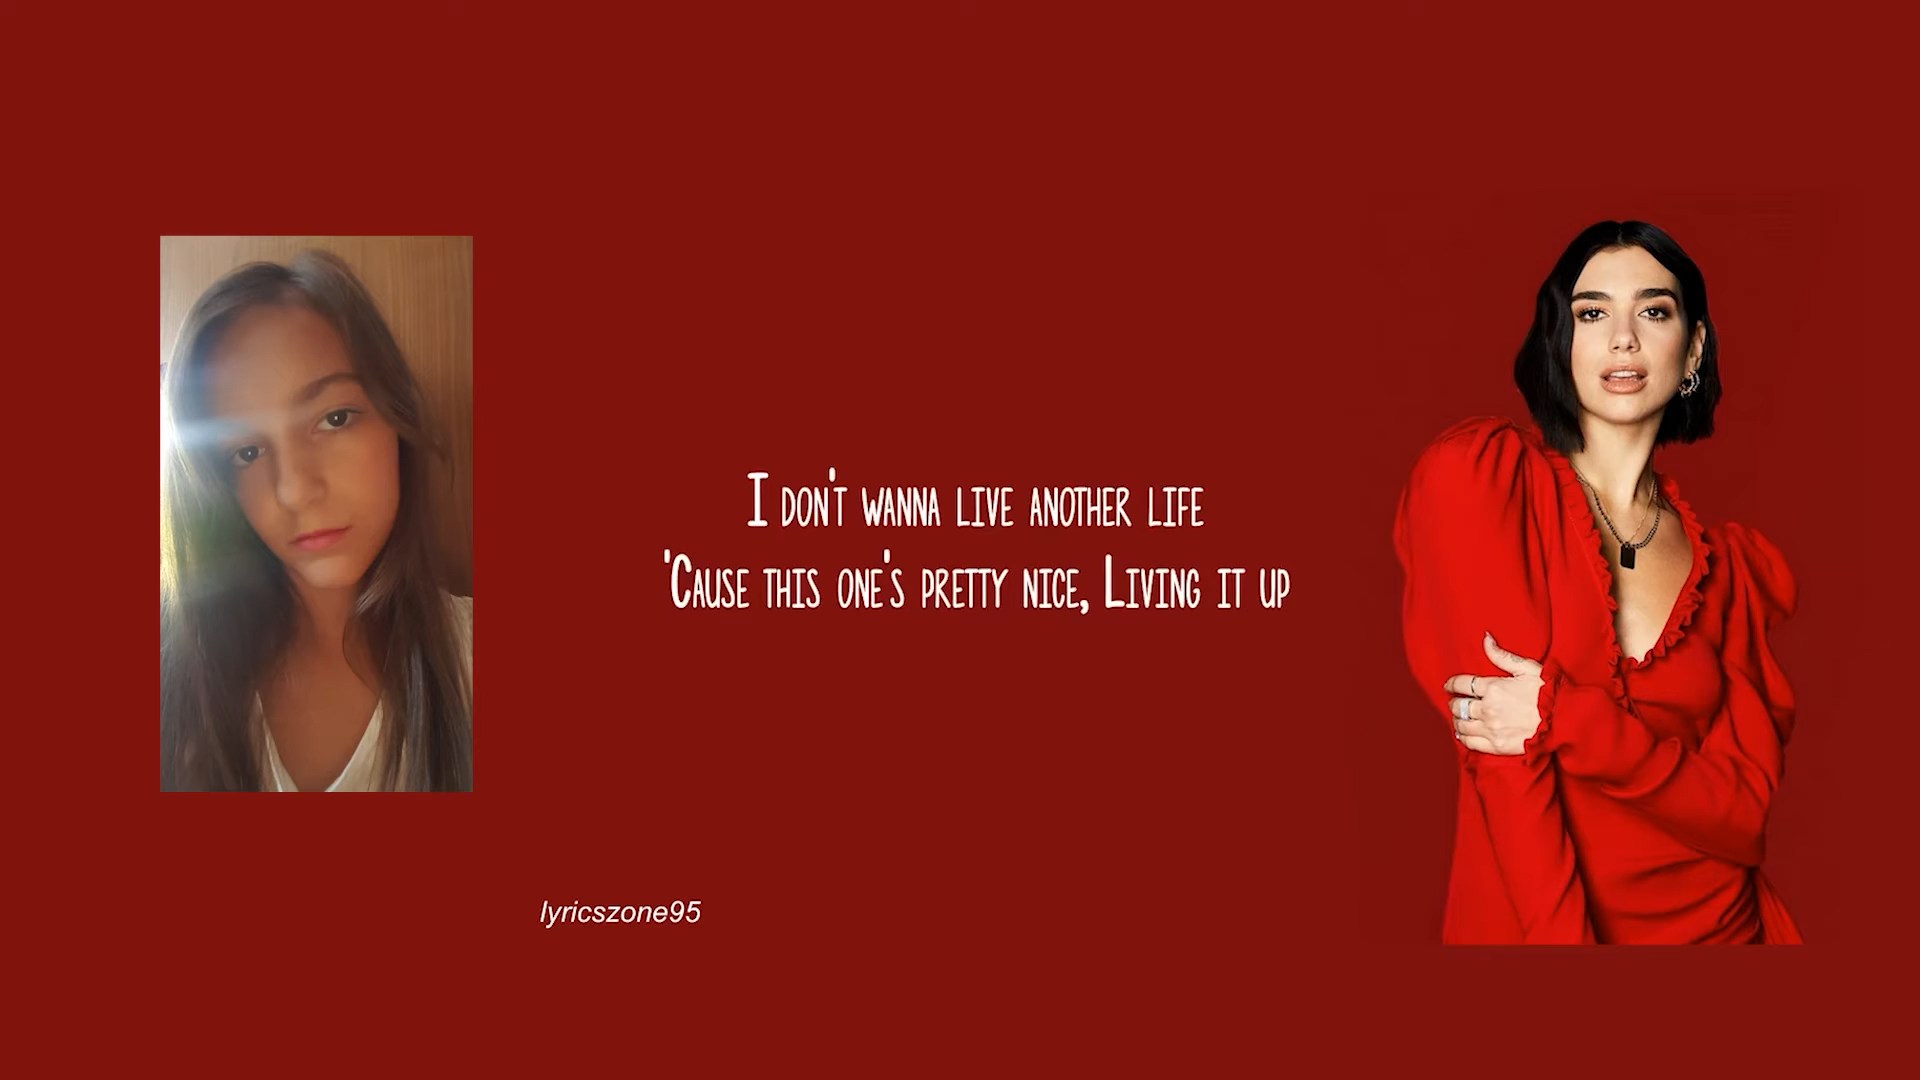 I don't wanna live another life
'Cause this one's pretty nice, Living it up
lyricszone95